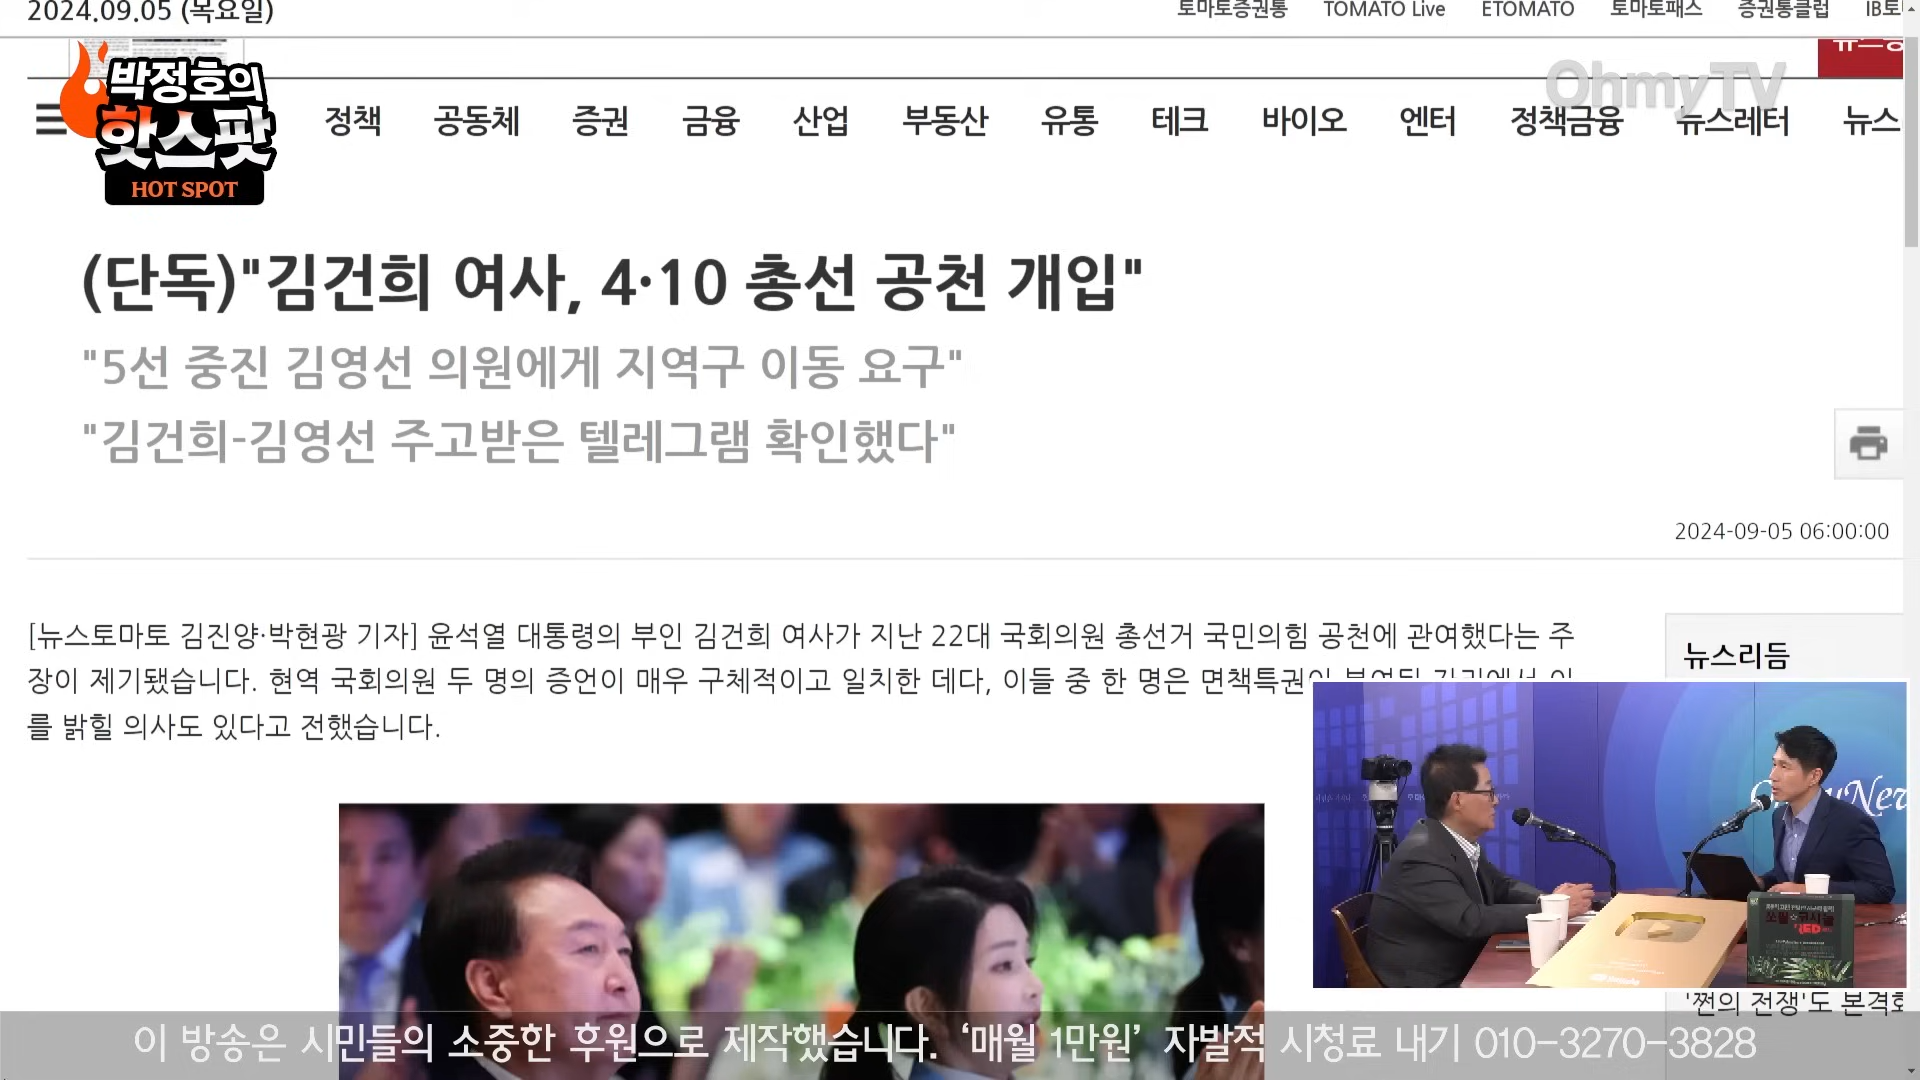 2024.09.05 (목요일)
토마토증권통 TOMATO Live ETOMATO 토마토패스 증권통클럽
박정호의
핫스팟
HOT SPOT
OhmyTV
정책 공동체 증권 금융 산업 부동산 유통 테크 바이오 엔터 정책금융 뉴스레터 뉴스
(단독)"김건희 여사, 4·10 총선 공천 개입"
"5선 중진 김영선 의원에게 지역구 이동 요구"
"김건희-김영선 주고받은 텔레그램 확인했다"
2024-09-05 06:00:00
[뉴스토마토 김진양·박현광 기자] 윤석열 대통령의 부인 김건희 여사가 지난 22대 국회의원 총선거 국민의힘 공천에 관여했다는 주
장이 제기됐습니다. 현역 국회의원 두 명의 증언이 매우 구체적이고 일치한 데다, 이들 중 한 명은 면책특권이
를 밝힐 의사도 있다고 전했습니다.
뉴스리듬
RED
'쩐의 전쟁'도 본격화
이 방송은 시민들의 소중한 후원으로 제작했습니다. ‘매월 1만원’ 자발적 시청료 내기 010-3270-3828